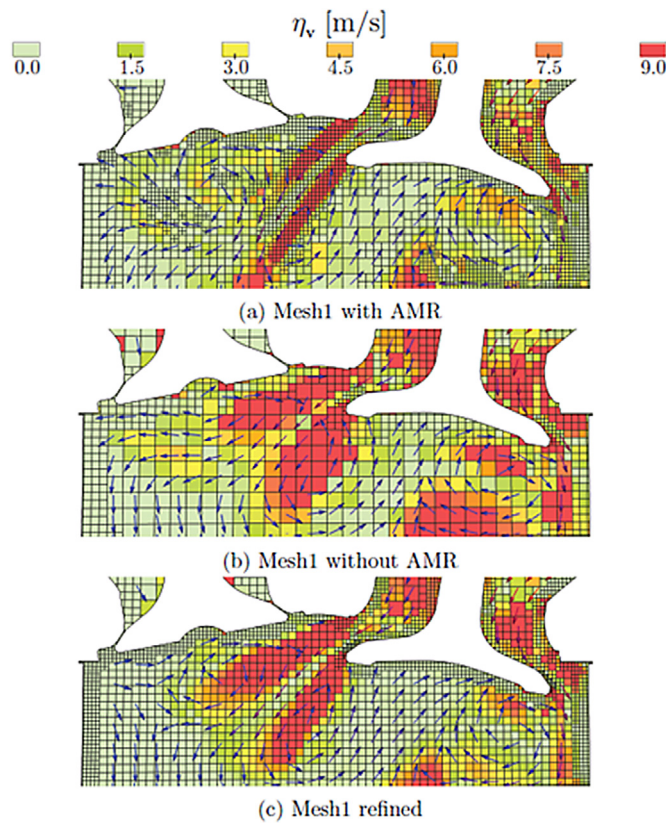 η_v [m/s]
0.0 1.5 3.0 4.5 6.0 7.5 9.0
(a) Mesh1 with AMR
(b) Mesh1 without AMR
(c) Mesh1 refined